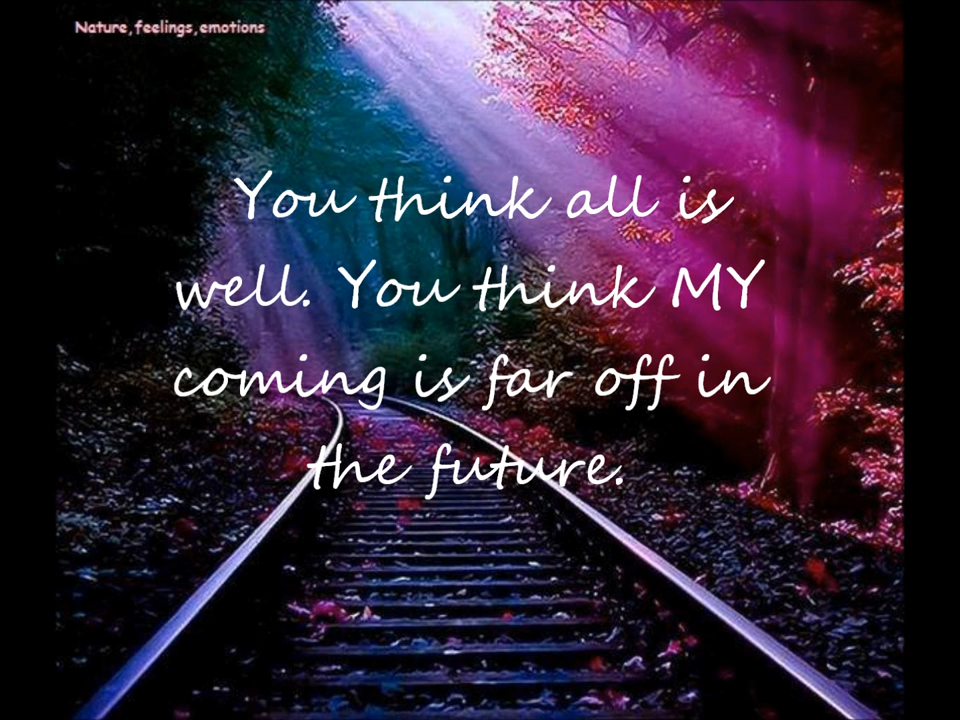 Nature,feelings,emotions
You think all is
well. You think MY
coming is far off in
the future.